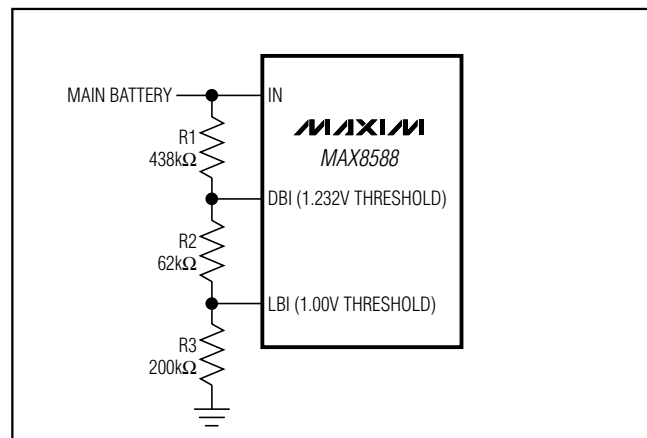 MAIN BATTERY
IN
MAXIM
MAX8588
R1
438kΩ
DBI (1.232V THRESHOLD)
R2
62kΩ
LBI (1.00V THRESHOLD)
R3
200kΩ